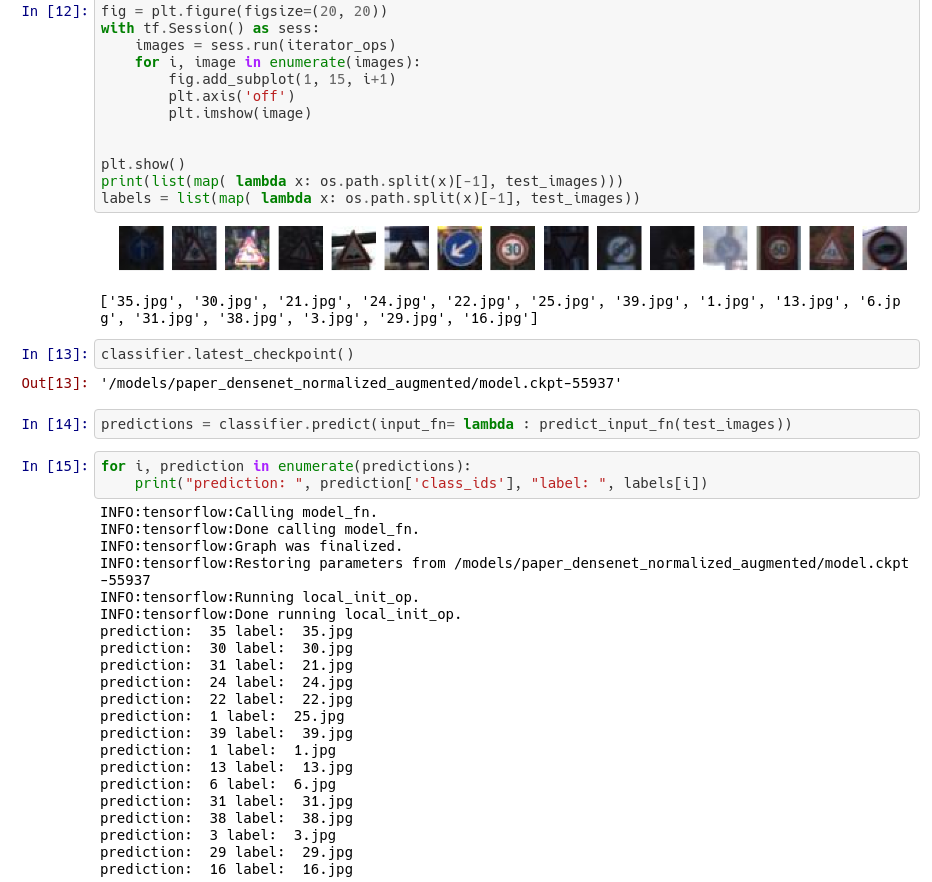 In [12]: fig = plt.figure(figsize=(20, 20))
with tf.Session() as sess:
    images = sess.run(iterator_ops)
    for i, image in enumerate(images):
        fig.add_subplot(1, 15, i+1)
        plt.axis('off')
        plt.imshow(image)
plt.show()
print(list(map( lambda x: os.path.split(x)[-1], test_images)))
labels = list(map( lambda x: os.path.split(x)[-1], test_images))
30
60
['35.jpg', '30.jpg', '21.jpg', '24.jpg', '22.jpg', '25.jpg', '39.jpg', '1.jpg', '13.jpg', '6.jp
g', '31.jpg', '38.jpg', '3.jpg', '29.jpg', '16.jpg']
In [13]: classifier.latest_checkpoint()
Out[13]: '/models/paper_densenet_normalized_augmented/model.ckpt-55937'
In [14]: predictions = classifier.predict(input_fn= lambda : predict_input_fn(test_images))
In [15]: for i, prediction in enumerate(predictions):
    print("prediction: ", prediction['class_ids'], "label: ", labels[i])
INFO:tensorflow:Calling model_fn.
INFO:tensorflow:Done calling model_fn.
INFO:tensorflow:Graph was finalized.
INFO:tensorflow:Restoring parameters from /models/paper_densenet_normalized_augmented/model.ckpt
-55937
INFO:tensorflow:Running local_init_op.
INFO:tensorflow:Done running local_init_op.
prediction:  35 label:  35.jpg
prediction:  30 label:  30.jpg
prediction:  31 label:  21.jpg
prediction:  24 label:  24.jpg
prediction:  22 label:  22.jpg
prediction:  1 label:  25.jpg
prediction:  39 label:  39.jpg
prediction:  1 label:  1.jpg
prediction:  13 label:  13.jpg
prediction:  6 label:  6.jpg
prediction:  31 label:  31.jpg
prediction:  38 label:  38.jpg
prediction:  3 label:  3.jpg
prediction:  29 label:  29.jpg
prediction:  16 label:  16.jpg